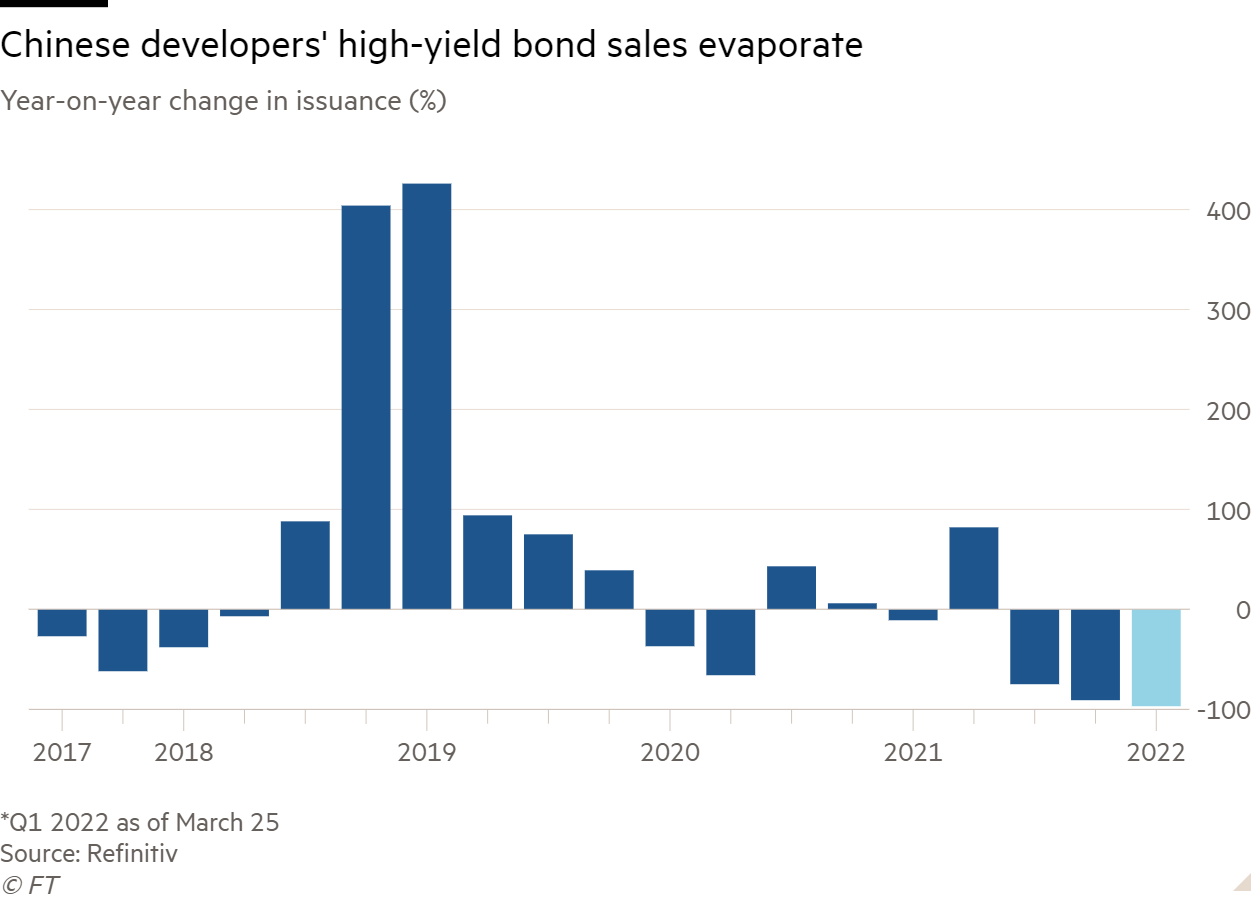 Chinese developers' high-yield bond sales evaporate
Year-on-year change in issuance (%)
400
300
200
100
0
-100
2017 2018 2019 2020 2021 2022
*Q1 2022 as of March 25
Source: Refinitiv
© FT